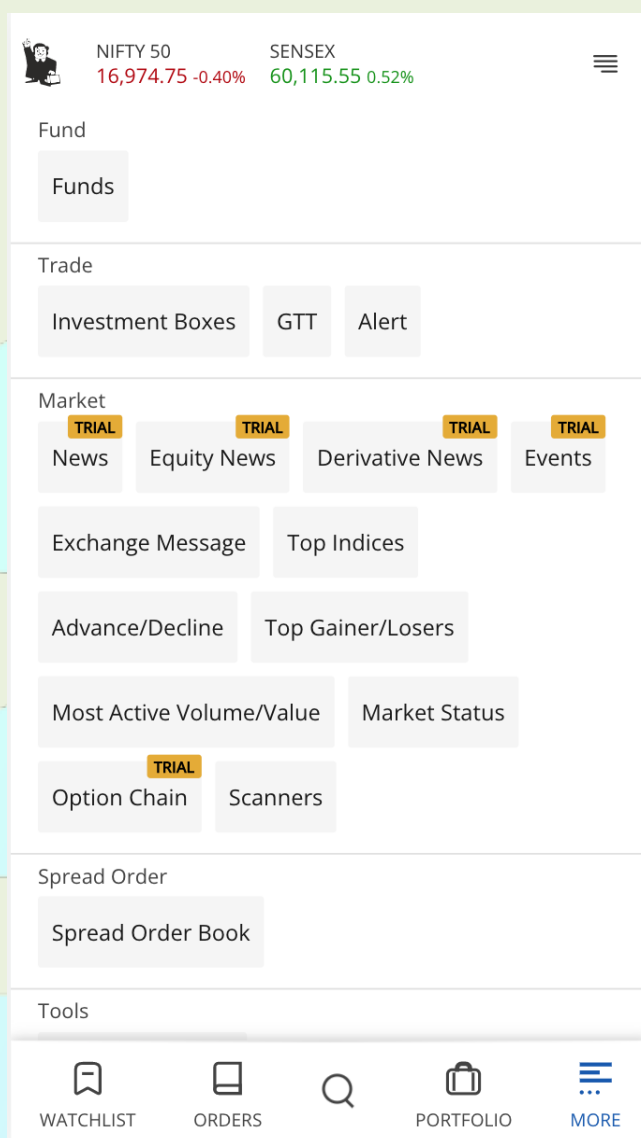 NIFTY 50 SENSEX
16,974.75 -0.40% 60,115.55 0.52%
Fund
Funds
Trade
Investment Boxes GTT Alert
Market
TRIAL TRIAL TRIAL TRIAL
News Equity News Derivative News Events
Exchange Message Top Indices
Advance/Decline Top Gainer/Losers
Most Active Volume/Value Market Status
TRIAL
Option Chain Scanners
Spread Order
Spread Order Book
Tools
WATCHLIST ORDERS PORTFOLIO MORE